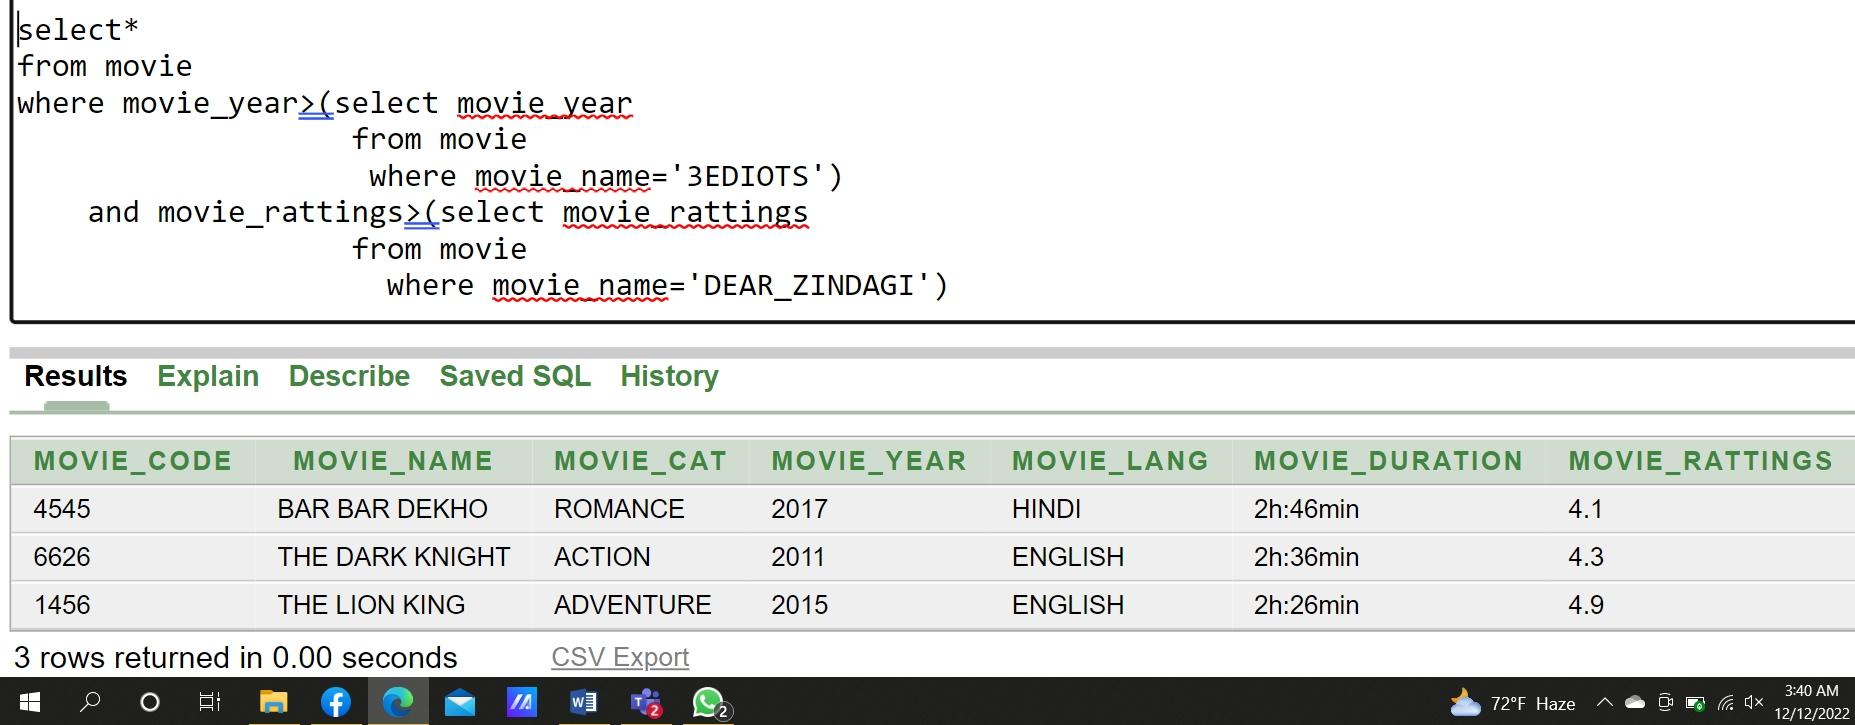 select*
from movie
where movie_year>(select movie_year
from movie
where movie_name='3EDIOTS')
and movie_rattings>(select movie_rattings
from movie
where movie_name='DEAR_ZINDAGI')
Results Explain Describe Saved SQL History
MOVIE_CODE MOVIE_NAME MOVIE_CAT MOVIE_YEAR MOVIE_LANG MOVIE_DURATION MOVIE_RATTINGS
4545 BAR BAR DEKHO ROMANCE 2017 HINDI 2h:46min 4.1
6626 THE DARK KNIGHT ACTION 2011 ENGLISH 2h:36min 4.3
1456 THE LION KING ADVENTURE 2015 ENGLISH 2h:26min 4.9
3 rows returned in 0.00 seconds CSV Export
72°F Haze 3:40 AM
12/12/2022